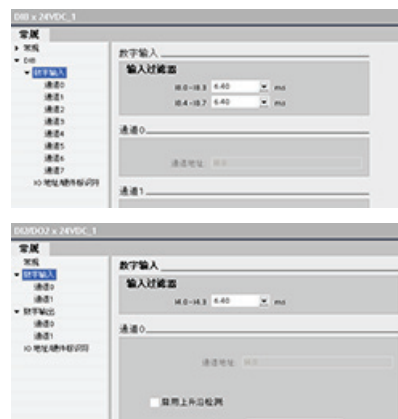 DI8 x 24VDC_1
常规
常规
DI8
数字输入
通道0
通道1
通道2
通道3
通道4
通道5
通道6
通道7
IO 地址/硬件标识符
数字输入
输入过滤器
I8.0-I8.3 6.40 ms
I8.4-I8.7 6.40 ms
通道0
通道地址:
通道1
DI2/DO2 x 24VDC_1
常规
常规
数字输入
通道0
通道1
数字输出
通道0
通道1
IO 地址/硬件标识符
数字输入
输入过滤器
I4.0-I4.3 6.40 ms
通道0
通道地址:
启用上升沿检测